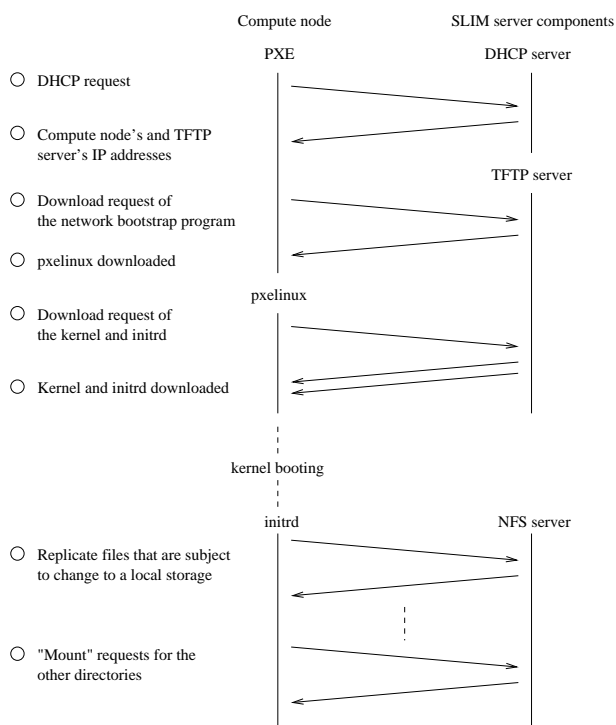 Compute node
SLIM server components
PXE
DHCP server
DHCP request
Compute node's and TFTP
server's IP addresses
TFTP server
Download request of
the network bootstrap program
pxelinux downloaded
pxelinux
Download request of
the kernel and initrd
Kernel and initrd downloaded
kernel booting
initrd
NFS server
Replicate files that are subject
to change to a local storage
"Mount" requests for the
other directories